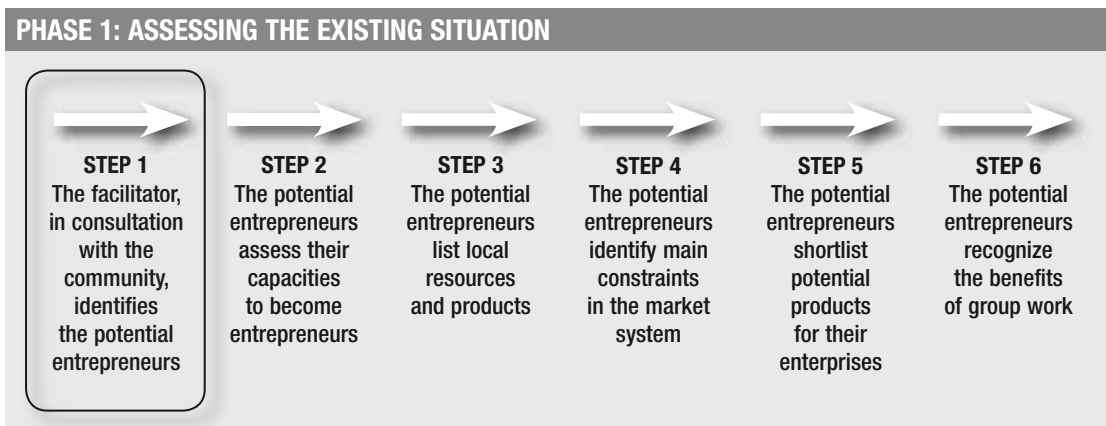 PHASE 1: ASSESSING THE EXISTING SITUATION
STEP 1
The facilitator,
in consultation
with the
community,
identifies
the potential
entrepreneurs
STEP 2
The potential
entrepreneurs
assess their
capacities
to become
entrepreneurs
STEP 3
The potential
entrepreneurs
list local
resources
and products
STEP 4
The potential
entrepreneurs
identify main
constraints
in the market
system
STEP 5
The potential
entrepreneurs
shortlist
potential
products
for their
enterprises
STEP 6
The potential
entrepreneurs
recognize
the benefits
of group work